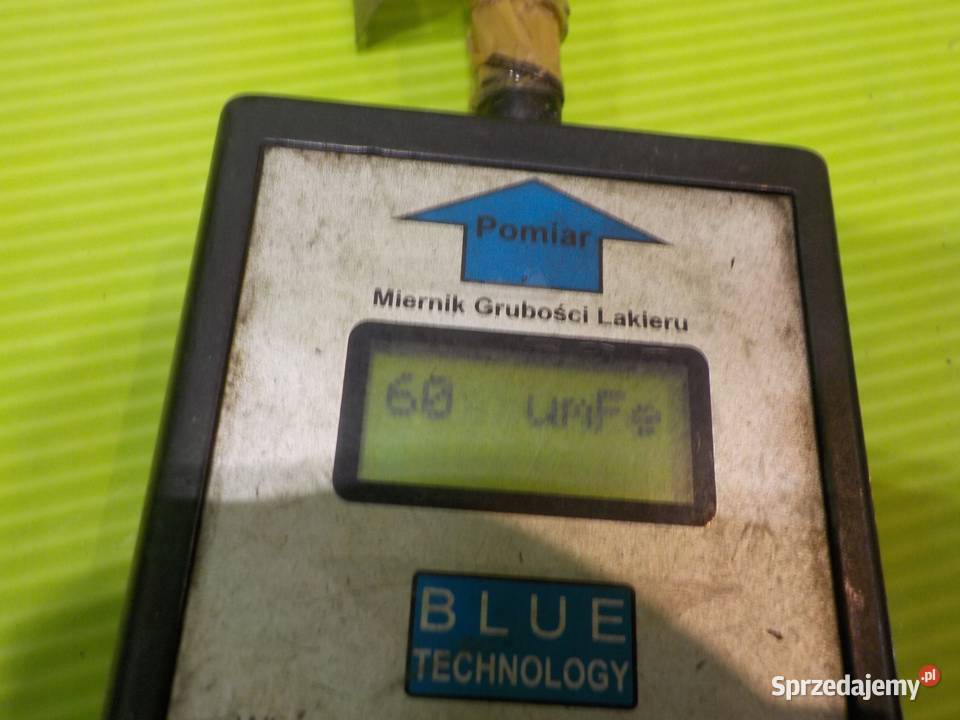 Pomiar
Miernik Grubości Lakieru
60 umFe
BLUE
TECHNOLOGY
Sprzedajemy.pl